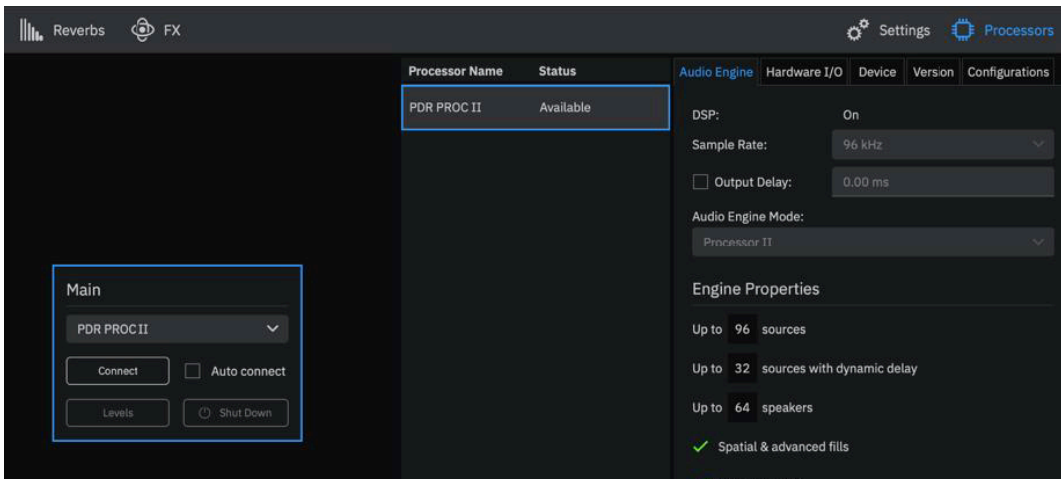 Reverbs FX Settings Processors
Processor Name Status
PDR PROC II Available
Main
PDR PROC II
Connect Auto connect
Levels Shut Down
Audio Engine Hardware I/O Device Version Configurations
DSP: On
Sample Rate: 96 kHz
Output Delay: 0.00 ms
Audio Engine Mode:
Processor II
Engine Properties
Up to 96 sources
Up to 32 sources with dynamic delay
Up to 64 speakers
Spatial & advanced fills